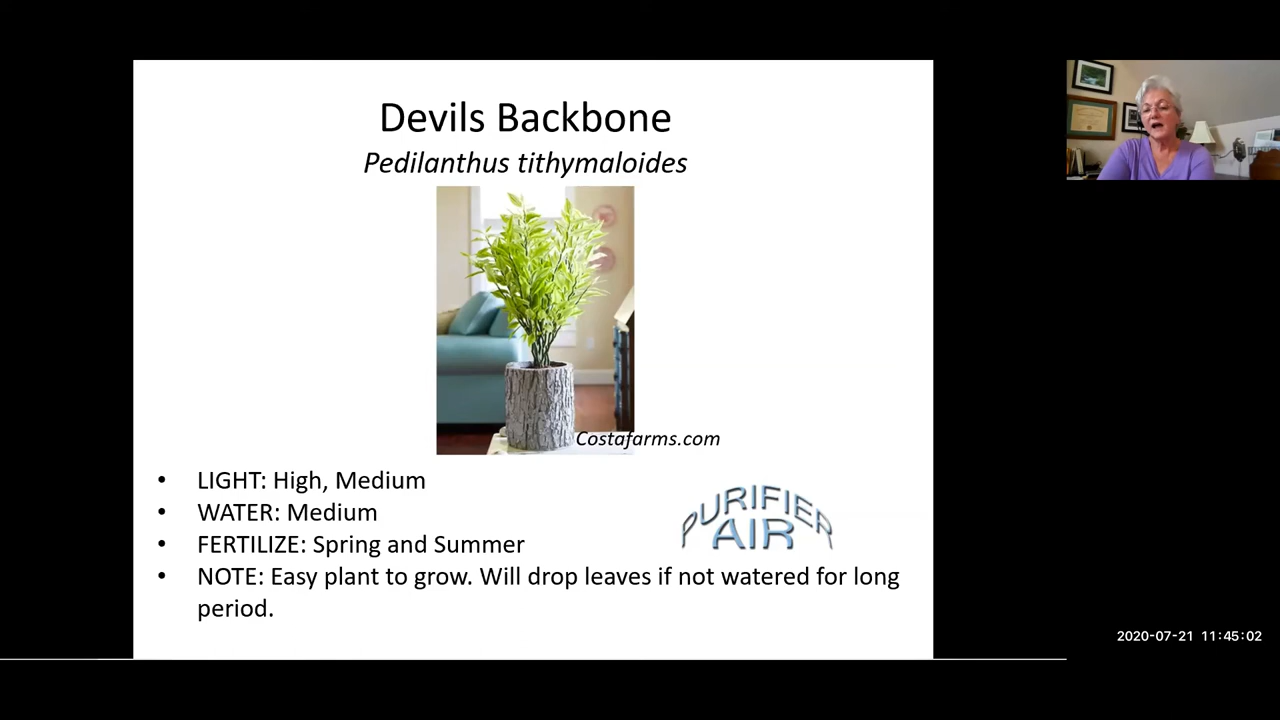 Devils Backbone
Pedilanthus tithymaloides
Costafarms.com
• LIGHT: High, Medium
• WATER: Medium
• FERTILIZE: Spring and Summer
• NOTE: Easy plant to grow. Will drop leaves if not watered for long
period.
PURIFIER
AIR
2020-07-21 11:45:02